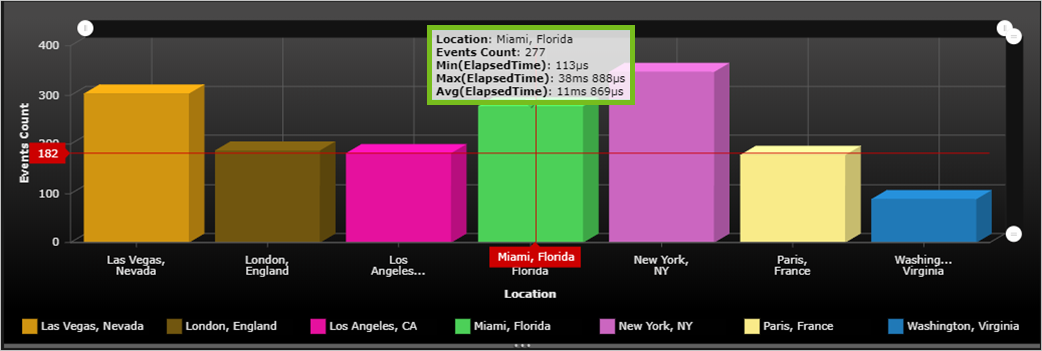 400
Location: Miami, Florida
Events Count: 277
Min(ElapsedTime): 113µs
Max(ElapsedTime): 38ms 888µs
Avg(ElapsedTime): 11ms 869µs
300
200
182
100
0
Events Count
Las Vegas,
Nevada
London,
England
Los
Angeles...
Miami, Florida
Florida
New York,
NY
Paris,
France
Washing...
Virginia
Location
Las Vegas, Nevada
London, England
Los Angeles, CA
Miami, Florida
New York, NY
Paris, France
Washington, Virginia